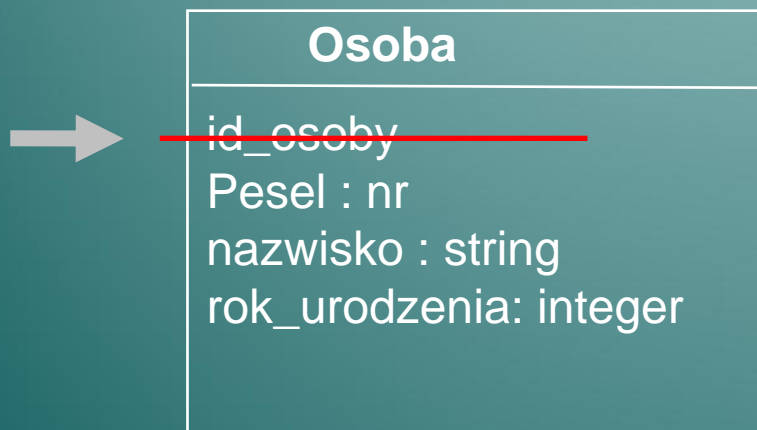 Osoba
id_osoby
Pesel : nr
nazwisko : string
rok_urodzenia: integer